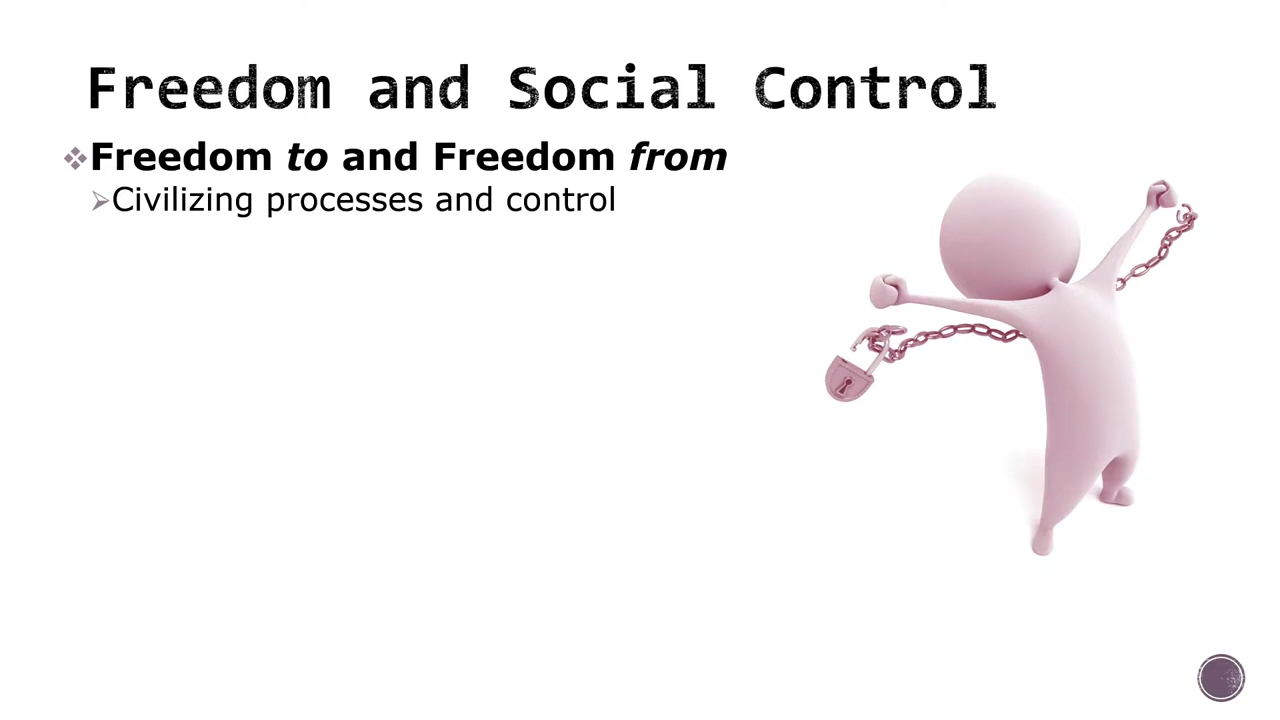 Freedom and Social Control
Freedom to and Freedom from
Civilizing processes and control